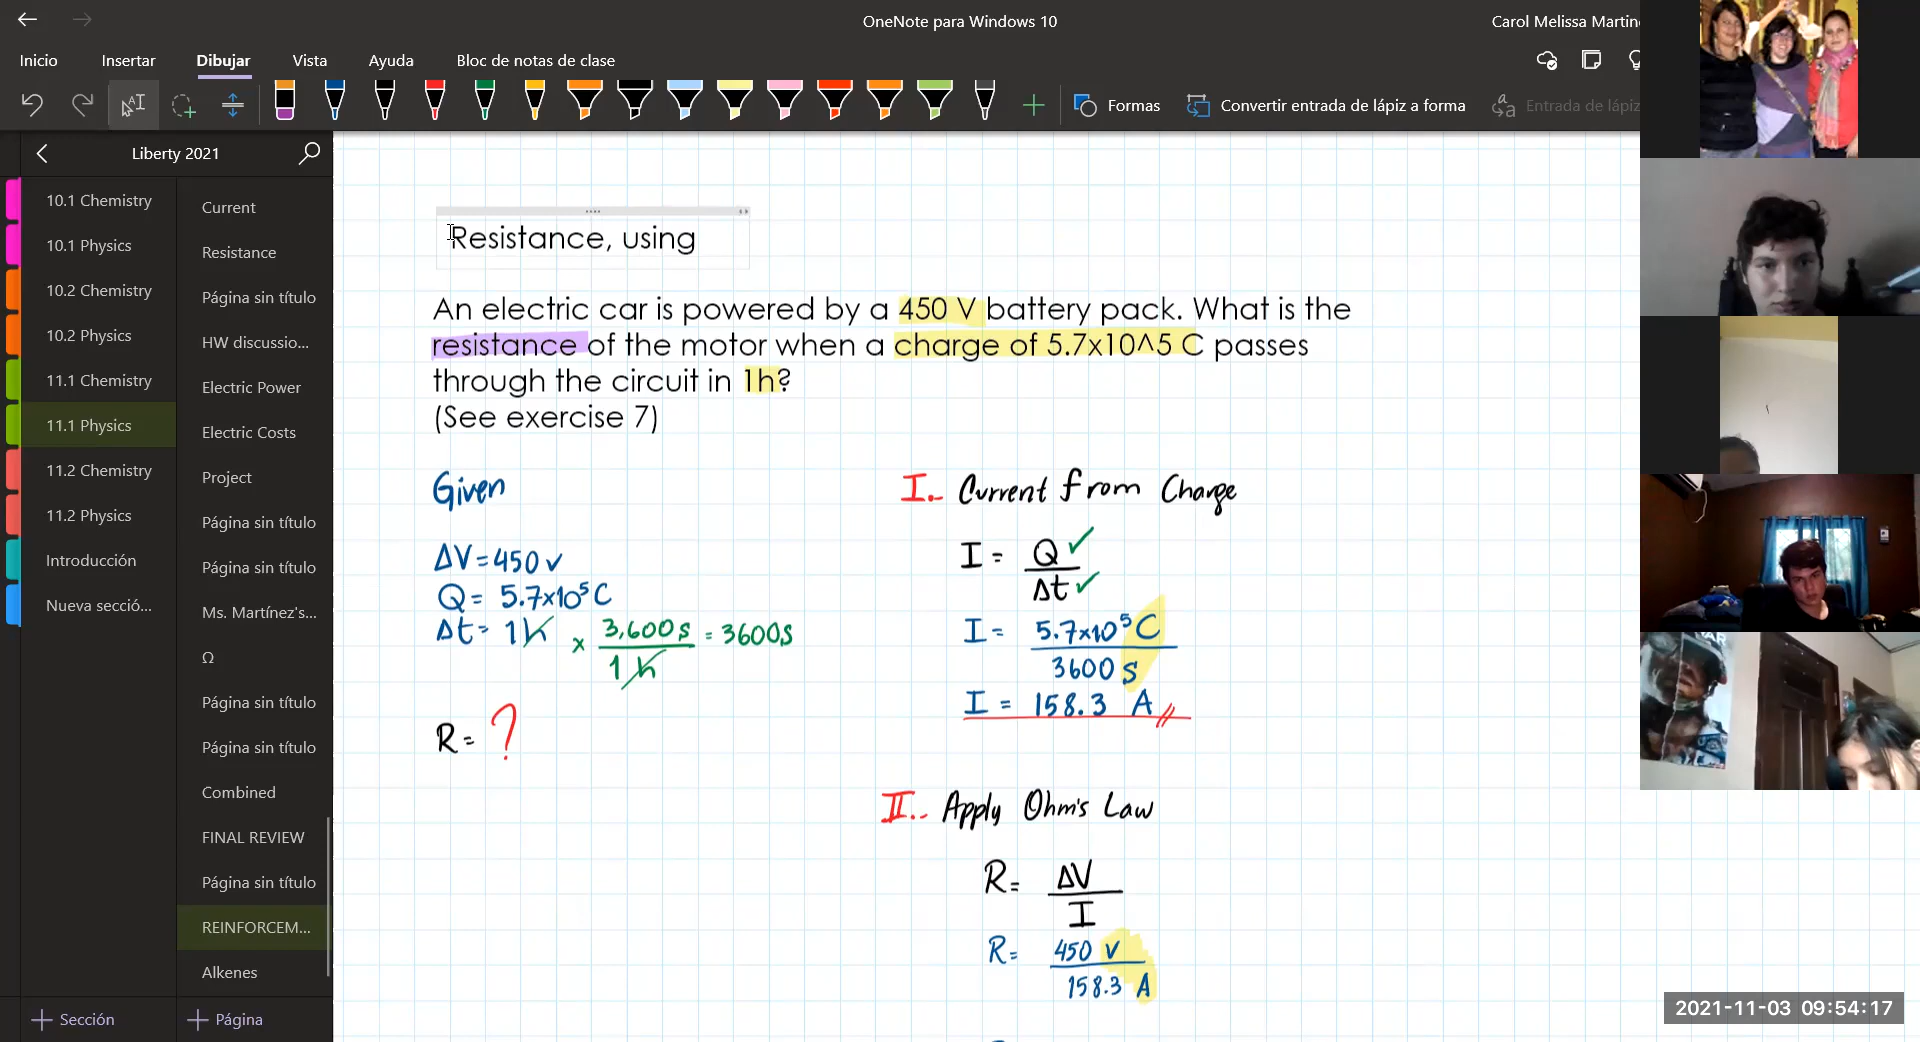 OneNote para Windows 10
Carol Melissa Martine
Inicio
Insertar
Dibujar
Vista
Ayuda
Bloc de notas de clase
Formas
Convertir entrada de lápiz a forma
Entrada de lápiz
Liberty 2021
10.1 Chemistry
10.1 Physics
10.2 Chemistry
10.2 Physics
11.1 Chemistry
11.1 Physics
11.2 Chemistry
11.2 Physics
Introducción
Nueva secció...
Sección
Current
Resistance
Página sin título
HW discussio...
Electric Power
Electric Costs
Project
Página sin título
Página sin título
Ms. Martínez's...
Ω
Página sin título
Página sin título
Combined
FINAL REVIEW
Página sin título
REINFORCEM...
Alkenes
Página
Resistance, using
An electric car is powered by a 450 V battery pack. What is the
resistance of the motor when a charge of 5.7x10^5 C passes
through the circuit in 1h?
(See exercise 7)
Given
ΔV=450 V
Q= 5.7×10⁵ C
Δt= 1h × 3,600s / 1h = 3600s
R= ?
I.- Current from Charge
I = Q / Δt
I = 5.7×10⁵ C / 3600 s
I = 158.3 A
II.- Apply Ohm's Law
R= ΔV / I
R= 450 V / 158.3 A
2021-11-03 09:54:17